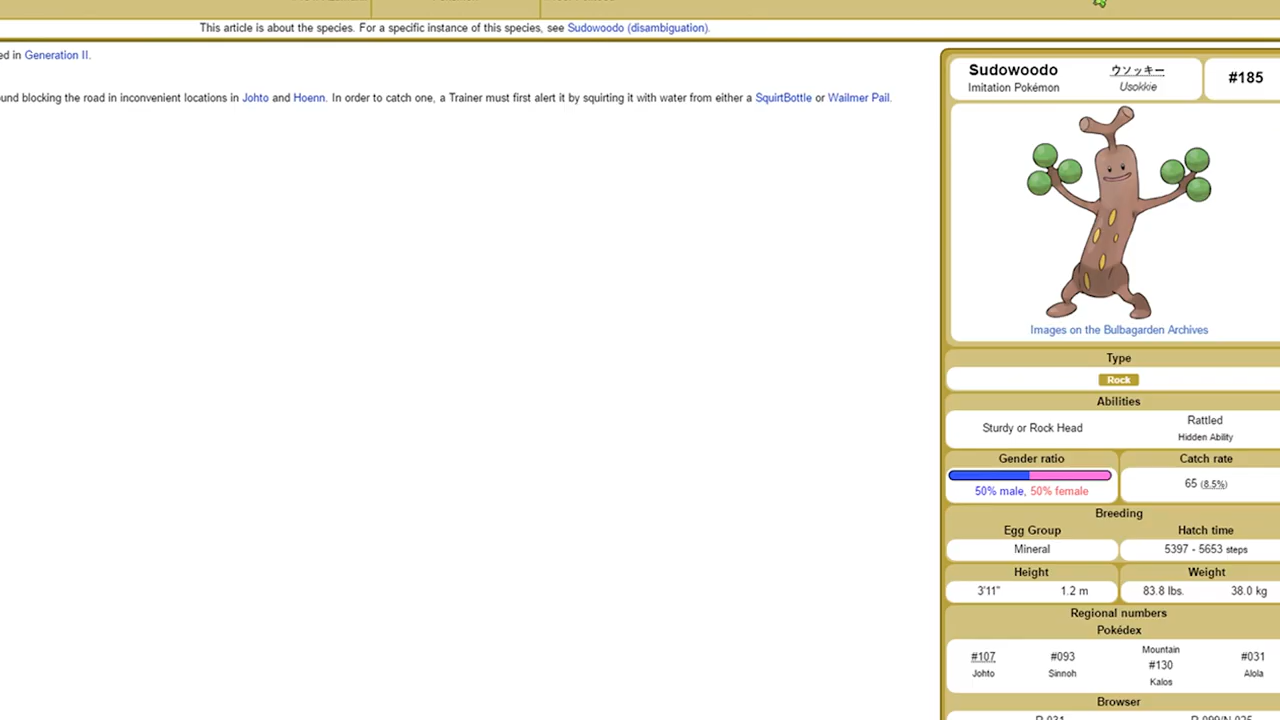 This article is about the species. For a specific instance of this species, see Sudowoodo (disambiguation).
ed in Generation II.
und blocking the road in inconvenient locations in Johto and Hoenn. In order to catch one, a Trainer must first alert it by squirting it with water from either a SquirtBottle or Wailmer Pail.
Sudowoodo ウソッキー #185
Imitation Pokémon Usokkie
Images on the Bulbagarden Archives
Type
Rock
Abilities
Sturdy or Rock Head Rattled
Hidden Ability
Gender ratio Catch rate
50% male, 50% female 65 (8.5%)
Breeding
Egg Group Hatch time
Mineral 5397 - 5653 steps
Height Weight
3'11" 1.2 m 83.8 lbs. 38.0 kg
Regional numbers
Pokédex
#107 #093 Mountain #031
Johto Sinnoh #130 Alola
Kalos
Browser